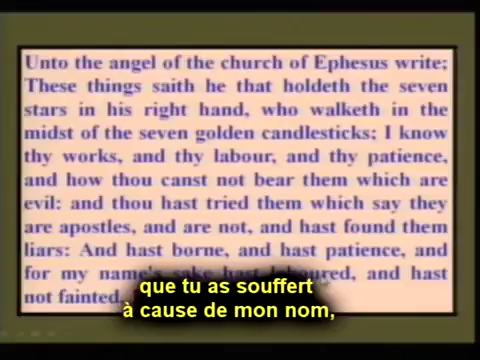 Unto the angel of the church of Ephesus write;
These things saith he that holdeth the seven
stars in his right hand, who walketh in the
midst of the seven golden candlesticks; I know
thy works, and thy labour, and thy patience,
and how thou canst not bear them which are
evil: and thou hast tried them which say they
are apostles, and are not, and hast found them
liars: And hast borne, and hast patience, and
for my name's sake hast laboured, and hast
not fainted.
que tu as souffert
à cause de mon nom,